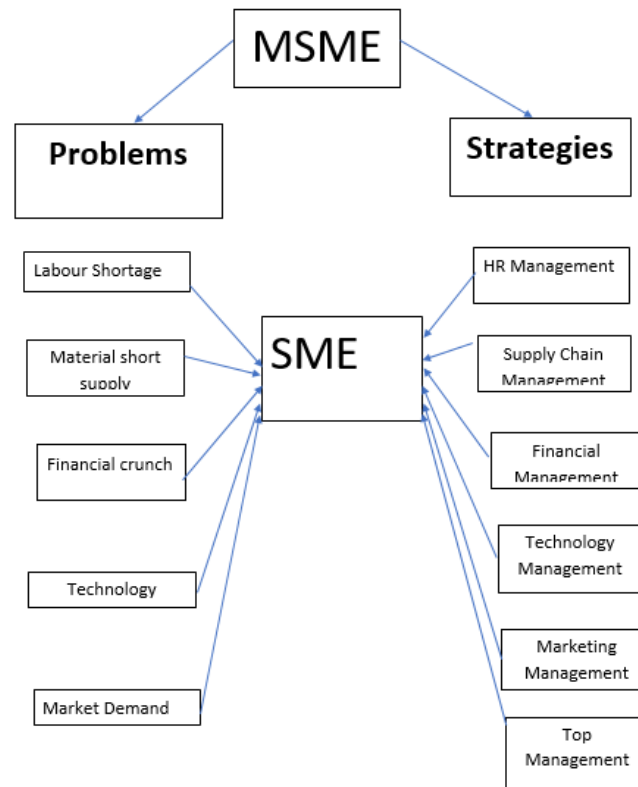 MSME
Problems
Strategies
Labour Shortage
Material short
supply
Financial crunch
Technology
Market Demand
SME
HR Management
Supply Chain
Management
Financial
Management
Technology
Management
Marketing
Management
Top
Management